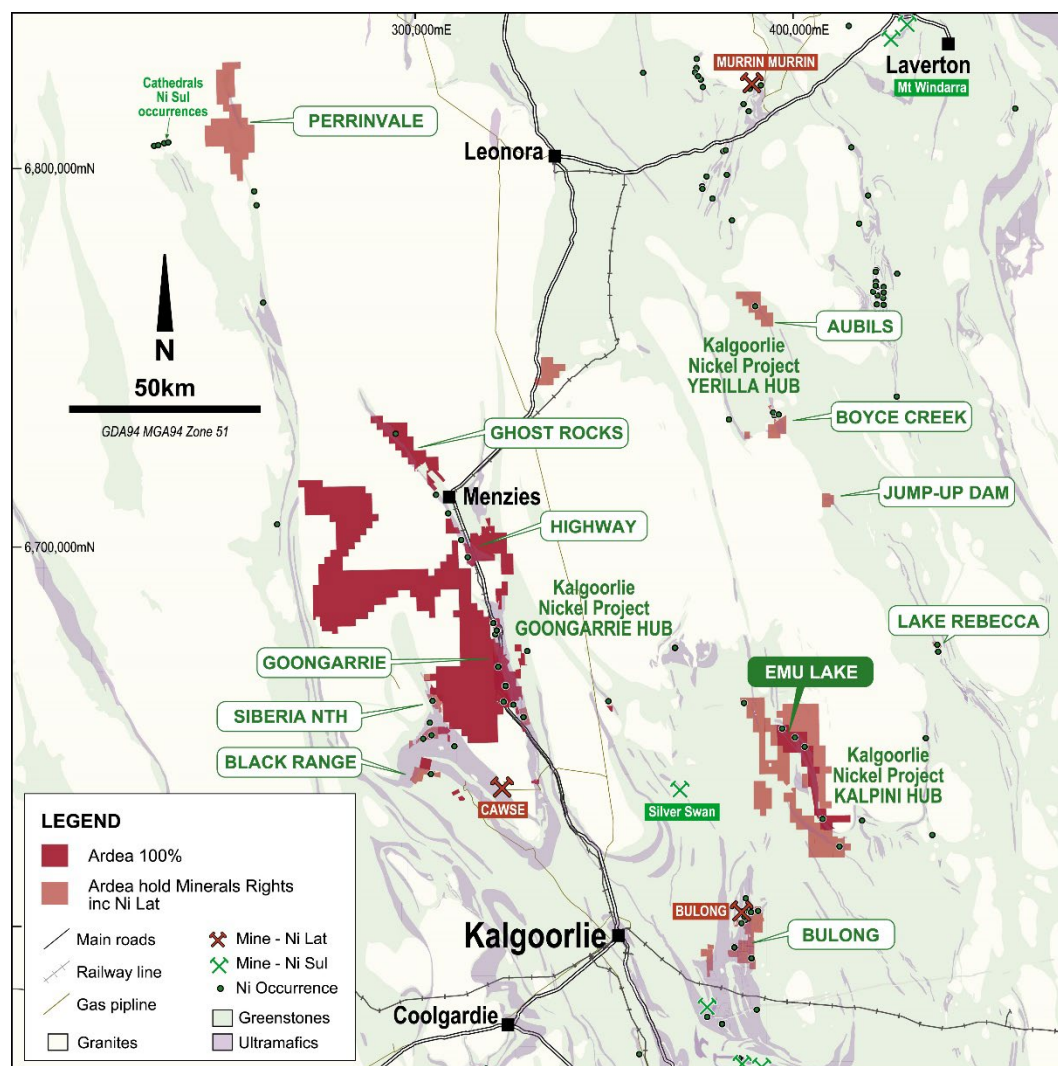 300,000mE
400,000mE
MURRIN MURRIN
Laverton
Mt Windarra
Cathedrals
Ni Sul
occurrences
PERRINVALE
Leonora
6,800,000mN
N
50km
GDA94 MGA94 Zone 51
AUBILS
Kalgoorlie
Nickel Project
YERILLA HUB
BOYCE CREEK
GHOST ROCKS
Menzies
JUMP-UP DAM
HIGHWAY
6,700,000mN
Kalgoorlie
Nickel Project
GOONGARRIE HUB
LAKE REBECCA
GOONGARRIE
EMU LAKE
SIBERIA NTH
BLACK RANGE
Kalgoorlie
Nickel Project
KALPINI HUB
CAWSE
Silver Swan
BULONG
BULONG
Kalgoorlie
Coolgardie
LEGEND
Ardea 100%
Ardea hold Minerals Rights
inc Ni Lat
Main roads
Mine - Ni Lat
Railway line
Mine - Ni Sul
Gas pipline
Ni Occurrence
Greenstones
Granites
Ultramafics